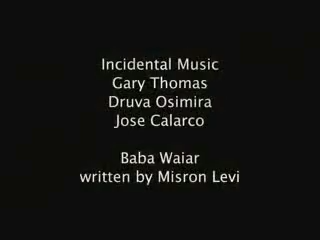 Incidental Music
Gary Thomas
Druva Osimira
Jose Calarco
Baba Waiar
written by Misron Levi